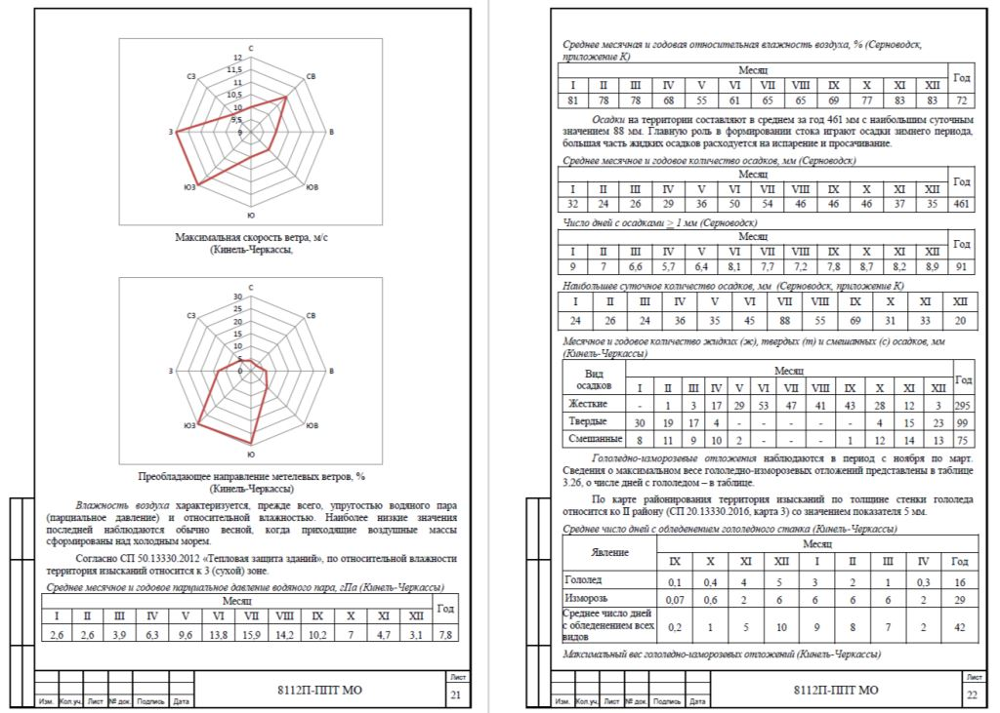 С
12
11,5
11
10,5
10
9,5
9
СЗ
СВ
З
В
ЮЗ
ЮВ
Ю
Максимальная скорость ветра, м/с
(Кинель-Черкассы,
С
30
25
20
15
10
5
0
СЗ
СВ
З
В
ЮЗ
ЮВ
Ю
Преобладающее направление метелевых ветров, %
(Кинель-Черкассы)
Влажность воздуха характеризуется, прежде всего, упругостью водяного пара
(парциальное давление) и относительной влажностью. Наиболее низкие значения
последней наблюдаются обычно весной, когда приходящие воздушные массы
сформированы над холодным морем.
Согласно СП 50.13330.2012 «Тепловая защита зданий», по относительной влажности
территория изысканий относится к 3 (сухой) зоне.
Среднее месячное и годовое парциальное давление водяного пара, гПа (Кинель-Черкассы)
Месяц Год
I II III IV V VI VII VIII IX X XI XII
2,6 2,6 3,9 6,3 9,6 13,8 15,9 14,2 10,2 7 4,7 3,1 7,8
8112П-ППТ МО
Лист
21
Изм. Кол.уч. Лист № док. Подпись Дата
Среднее месячная и годовая относительная влажность воздуха, % (Серноводск,
приложение К)
Месяц Год
I II III IV V VI VII VIII IX X XI XII
81 78 78 68 55 61 65 65 69 77 83 83 72
Осадки на территории составляют в среднем за год 461 мм с наибольшим суточным
значением 88 мм. Главную роль в формировании стока играют осадки зимнего периода,
большая часть жидких осадков расходуется на испарение и просачивание.
Среднее месячное и годовое количество осадков, мм (Серноводск)
Месяц Год
I II III IV V VI VII VIII IX X XI XII
32 24 26 29 36 50 54 46 46 46 37 35 461
Число дней с осадками ≥ 1 мм (Серноводск)
Месяц Год
I II III IV V VI VII VIII IX X XI XII
9 7 6,6 5,7 6,4 8,1 7,7 7,2 7,8 8,7 8,2 8,9 91
Наибольшее суточное количество осадков, мм (Серноводск, приложение К)
I II III IV V VI VII VIII IX X XI XII
24 26 24 36 35 45 88 55 69 31 33 20
Месячное и годовое количество жидких (ж), твердых (т) и смешанных (с) осадков, мм
(Кинель-Черкассы)
Вид осадков Месяц Год
I II III IV V VI VII VIII IX X XI XII
Жесткие - 1 3 17 29 53 47 41 43 28 12 3 295
Твердые 30 19 17 4 - - - - - 4 15 23 99
Смешанные 8 11 9 10 2 - - - 1 12 14 13 75
Гололедно-изморозевые отложения наблюдаются в период с ноября по март.
Сведения о максимальном весе гололедно-изморозевых отложений представлены в таблице
3.26, о числе дней с гололедом – в таблице.
По карте районирования территория изысканий по толщине стенки гололеда
относится ко II району (СП 20.13330.2016, карта 3) со значением показателя 5 мм.
Среднее число дней с обледенением гололедного станка (Кинель-Черкассы)
Явление Месяц
IX X XI XII I II III IV Год
Гололед 0,1 0,4 4 5 3 2 1 0,3 16
Изморозь 0,07 0,6 2 6 6 6 6 2 29
Среднее число дней
с обледенением всех
видов 0,2 1 5 10 9 8 7 2 42
Максимальный вес гололедно-изморозевых отложений (Кинель-Черкассы)
8112П-ППТ МО
Лист
22
Изм. Кол.уч. Лист № док. Подпись Дата